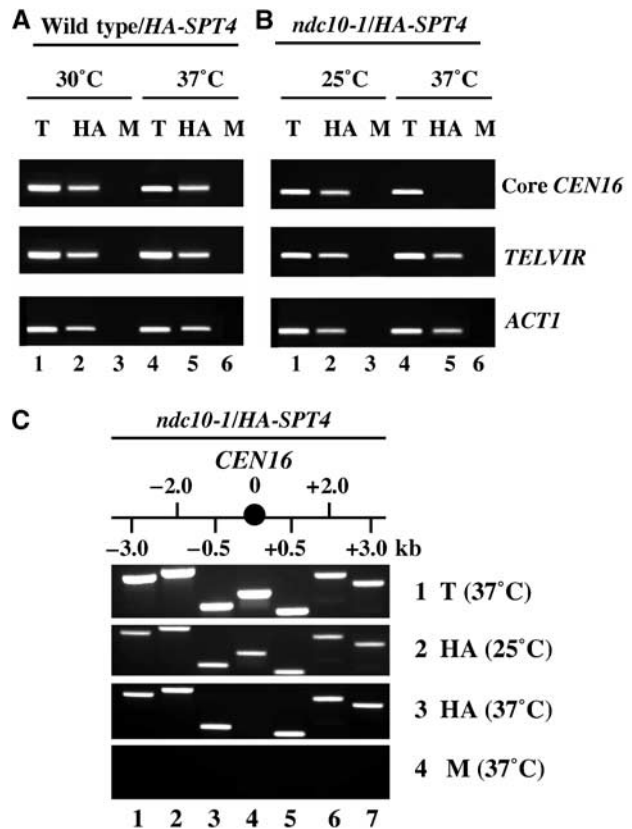 A Wild type/HA-SPT4
30°C 37°C
T HA M T HA M
1 2 3 4 5 6
B ndc10-1/HA-SPT4
25°C 37°C
T HA M T HA M
Core CEN16
TELVIR
ACT1
1 2 3 4 5 6
C
ndc10-1/HA-SPT4
CEN16
−2.0 0 +2.0
−3.0 −0.5 +0.5 +3.0 kb
1 T (37°C)
2 HA (25°C)
3 HA (37°C)
4 M (37°C)
1 2 3 4 5 6 7